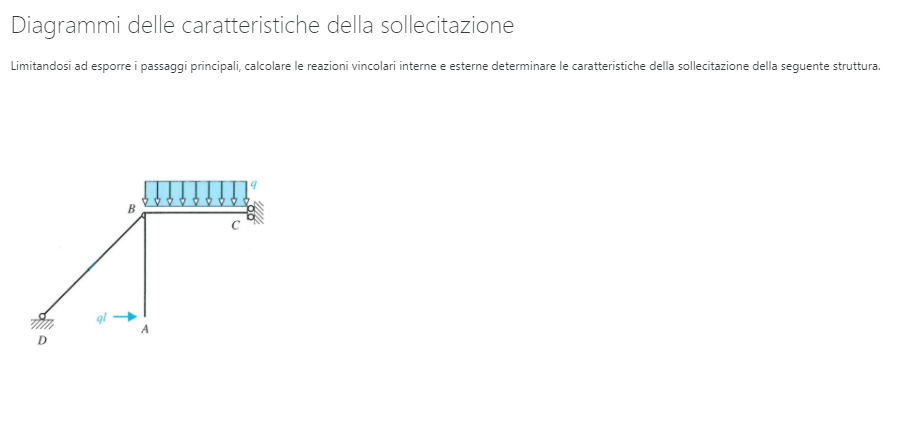 Diagrammi delle caratteristiche della sollecitazione
Limitandosi ad esporre i passaggi principali, calcolare le reazioni vincolari interne e esterne determinare le caratteristiche della sollecitazione della seguente struttura.
q
B
C
ql
A
D